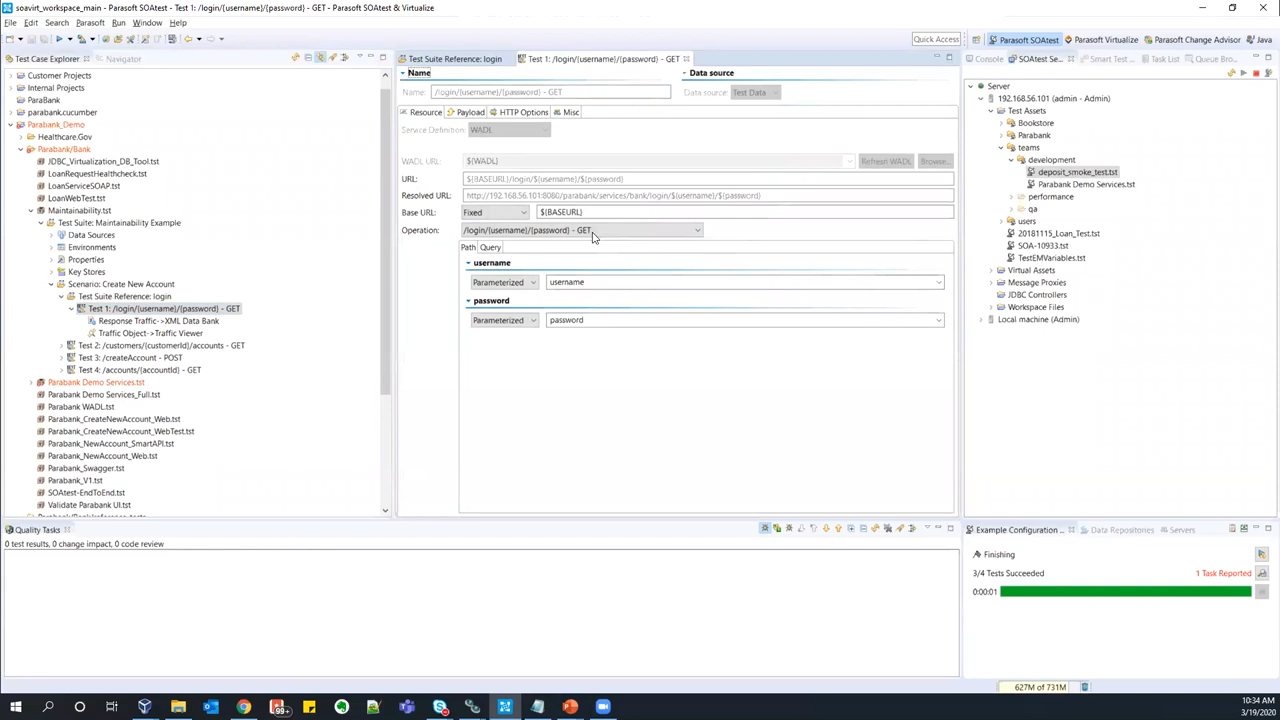 soavirt_workspace_main - Test 1: /login/{username}/{password} - GET - Parasoft SOAtest & Virtualize
File Edit Search Parasoft Run Window Help
Quick Access
Parasoft SOAtest
Parasoft Virtualize
Parasoft Change Advisor
Java
Test Case Explorer
Navigator
Customer Projects
Internal Projects
ParaBank
parabank.cucumber
Parabank_Demo
Healthcare.Gov
Parabank/Bank
JDBC_Virtualization_DB_Tool.tst
LoanRequestHealthcheck.tst
LoanServiceSOAP.tst
LoanWebTest.tst
Maintainability.tst
Test Suite: Maintainability Example
Data Sources
Environments
Properties
Key Stores
Scenario: Create New Account
Test Suite Reference: login
Test 1: /login/{username}/{password} - GET
Response Traffic->XML Data Bank
Traffic Object->Traffic Viewer
Test 2: /customers/{customerId}/accounts - GET
Test 3: /createAccount - POST
Test 4: /accounts/{accountId} - GET
Parabank Demo Services.tst
Parabank Demo Services_Full.tst
Parabank WADL.tst
Parabank_CreateNewAccount_Web.tst
Parabank_CreateNewAccount_WebTest.tst
Parabank_NewAccount_SmartAPI.tst
Parabank_NewAccount_Web.tst
Parabank_Swagger.tst
Parabank_V1.tst
SOAtest-EndToEnd.tst
Validate Parabank UI.tst
Test Suite Reference: login
Test 1: /login/{username}/{password} - GET
Name
Data source
Name: /login/{username}/{password} - GET
Data source: Test Data
Resource Payload HTTP Options Misc
Service Definition: WADL
WADL URL: ${WADL} Refresh WADL Browse...
URL: ${BASEURL}/login/${username}/${password}
Resolved URL: http://192.168.56.101:8080/parabank/services/bank/login/${username}/${password}
Base URL: Fixed ${BASEURL}
Operation: /login/{username}/{password} - GET
Path Query
username
Parameterized username
password
Parameterized password
Console
SOAtest Se...
Smart Test ...
Task List
Queue Bro...
Server
192.168.56.101 (admin - Admin)
Test Assets
Bookstore
Parabank
teams
development
deposit_smoke_test.tst
Parabank Demo Services.tst
performance
qa
users
20181115_Loan_Test.tst
SOA-10933.tst
TestEMVariables.tst
Virtual Assets
Message Proxies
JDBC Controllers
Workspace Files
Local machine (Admin)
Quality Tasks
0 test results, 0 change impact, 0 code review
Example Configuration ...
Data Repositories
Servers
Finishing
3/4 Tests Succeeded 1 Task Reported
0:00:01
627M of 731M
99+
10:34 AM
3/19/2020